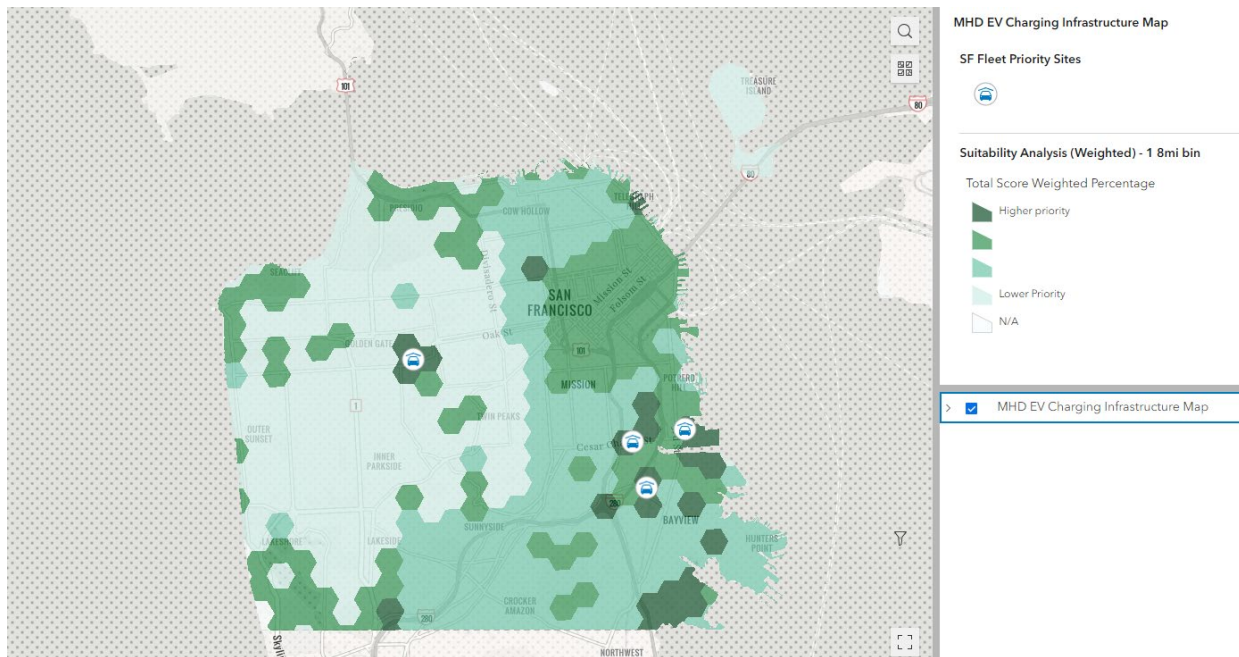 MHD EV Charging Infrastructure Map
SF Fleet Priority Sites
Suitability Analysis (Weighted) - 1 8mi bin
Total Score Weighted Percentage
Higher priority
Lower Priority
N/A
MHD EV Charging Infrastructure Map
101
TREASURE
ISLAND
80
80
PRESIDIO
COW HOLLOW
TELEGRAPH
SEACLIFF
Divisadero St
SAN
FRANCISCO
Mission St
Folsom St
Oak St
GOLDEN GATE
101
MISSION
POTRERO
HILL
1
TWIN PEAKS
OUTER
SUNSET
Cesar Ch
INNER
PARKSIDE
280
BAYVIEW
SUNNYSIDE
LAKESHORE
LAKESIDE
HUNTERS
POINT
CROCKER
AMAZON
280
Skyli
NORTHWEST